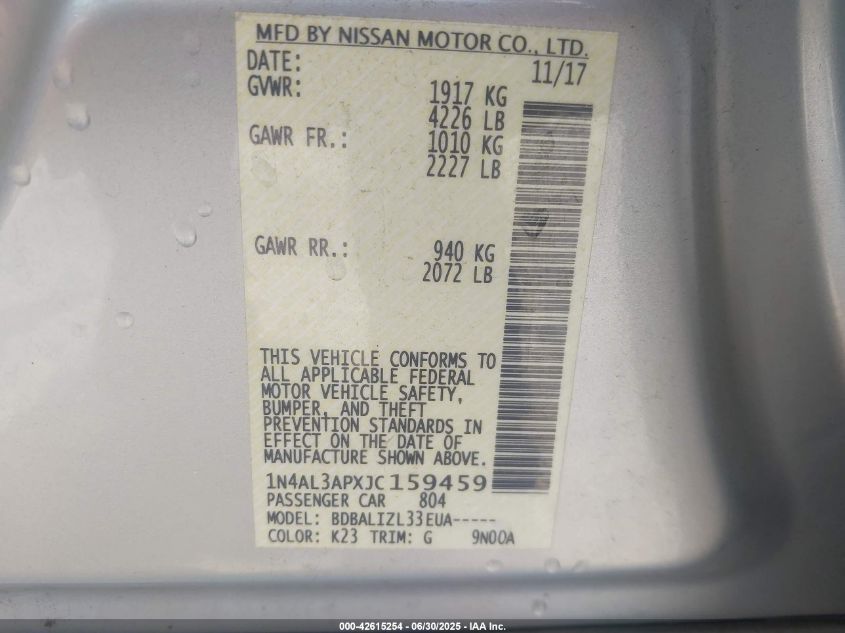 MFD BY NISSAN MOTOR CO., LTD.
DATE: 11/17
GVWR: 1917 KG
4226 LB
GAWR FR.: 1010 KG
2227 LB
GAWR RR.: 940 KG
2072 LB
THIS VEHICLE CONFORMS TO
ALL APPLICABLE FEDERAL
MOTOR VEHICLE SAFETY,
BUMPER, AND THEFT
PREVENTION STANDARDS IN
EFFECT ON THE DATE OF
MANUFACTURE SHOWN ABOVE.
1N4AL3APXJC159459
PASSENGER CAR 804
MODEL: BDBALIZL33EUA-----
COLOR: K23 TRIM: G 9N00A
000-42615254 - 06/30/2025 - IAA Inc.